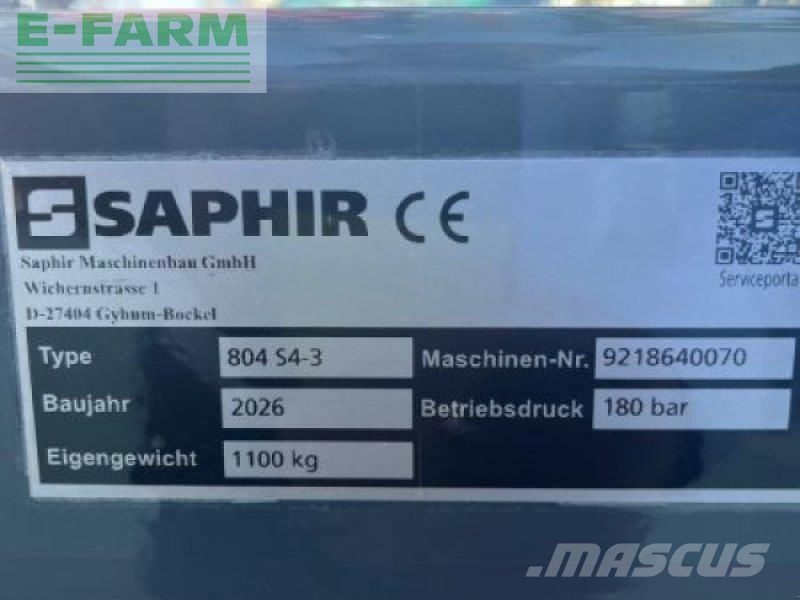 E-FARM
SAPHIR CE
Saphir Maschinenbau GmbH
Wichernstrasse 1
D-27404 Gyhum-Bockel
Serviceporta
Type 804 S4-3 Maschinen-Nr. 9218640070
Baujahr 2026 Betriebsdruck 180 bar
Eigengewicht 1100 kg
MASCUS